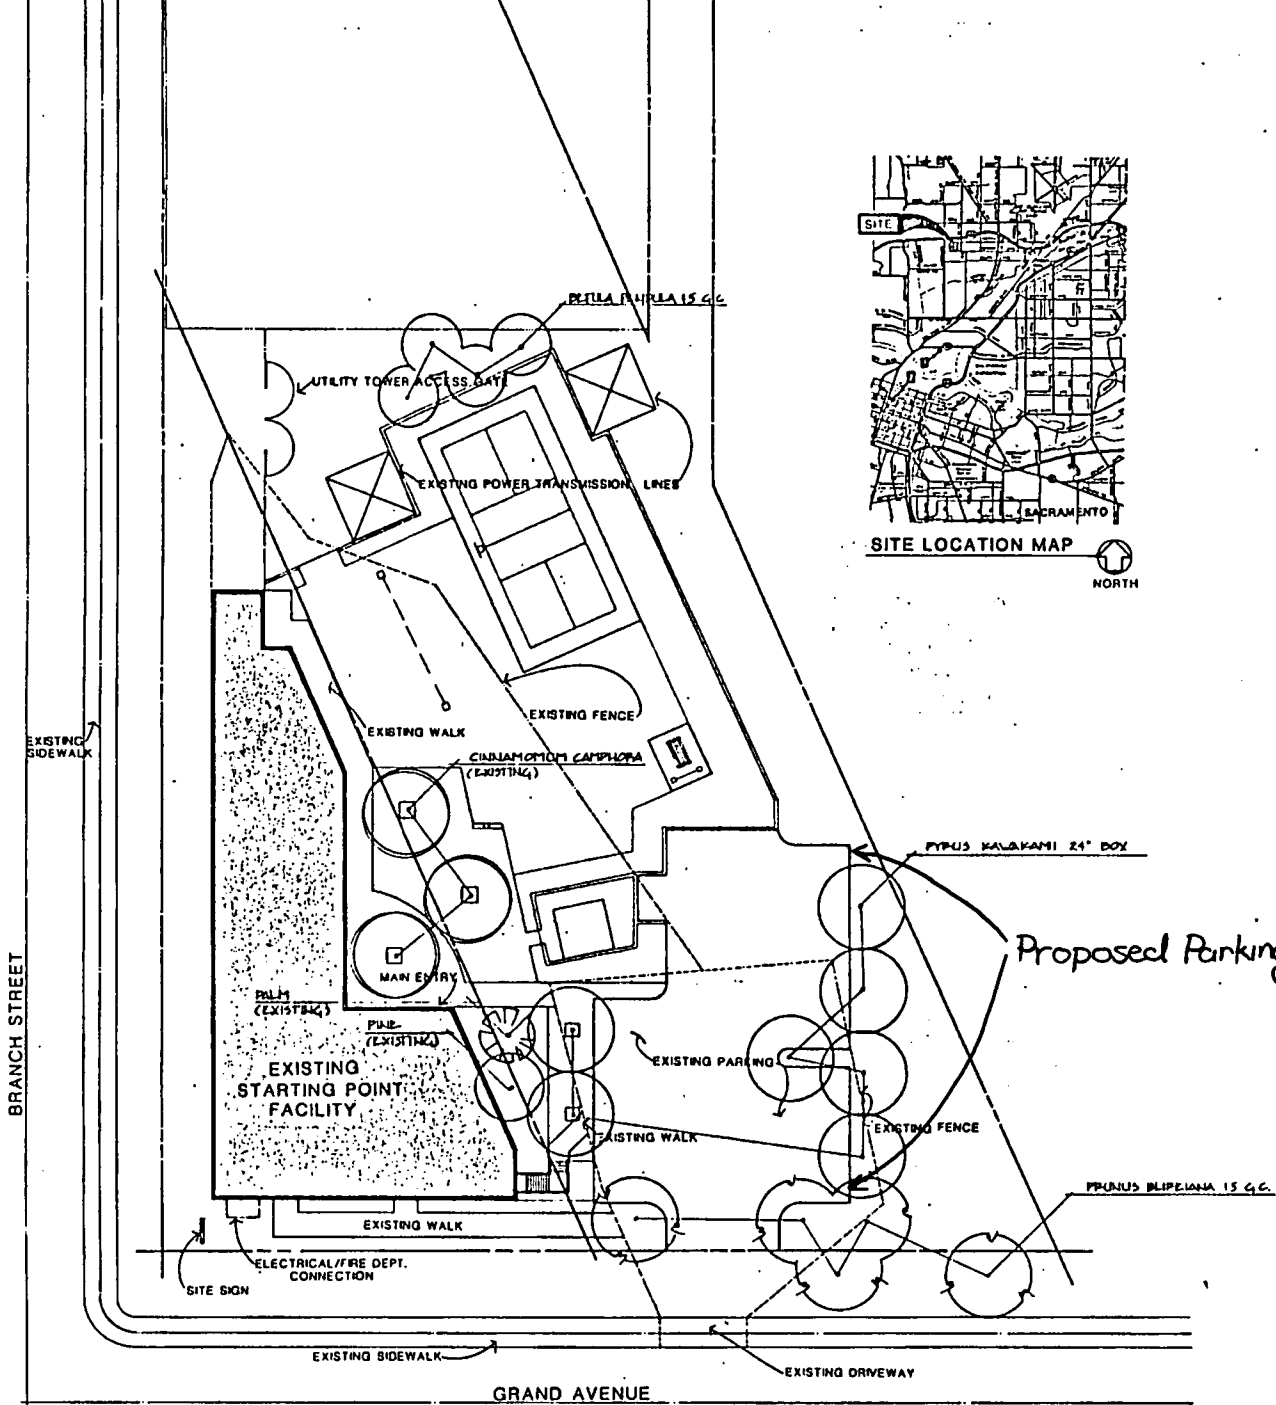 SITE
SACRAMENTO
SITE LOCATION MAP
NORTH
15 G.C.
UTILITY TOWER ACCESS GATE
EXISTING POWER TRANSMISSION LINES
EXISTING FENCE
EXISTING WALK
EXISTING
SIDEWALK
CINNAMOMUM CAMPHORA
(EXISTING)
PYRUS KAWAKAMI 24" BOX
Proposed Parking
MAIN ENTRY
PALM
(EXISTING)
PINE
(EXISTING)
EXISTING PARKING
EXISTING
STARTING POINT
FACILITY
EXISTING WALK
EXISTING FENCE
BRANCH STREET
PRUNUS BLIREIANA 15 G.C.
EXISTING WALK
ELECTRICAL/FIRE DEPT.
CONNECTION
SITE SIGN
EXISTING SIDEWALK
EXISTING DRIVEWAY
GRAND AVENUE